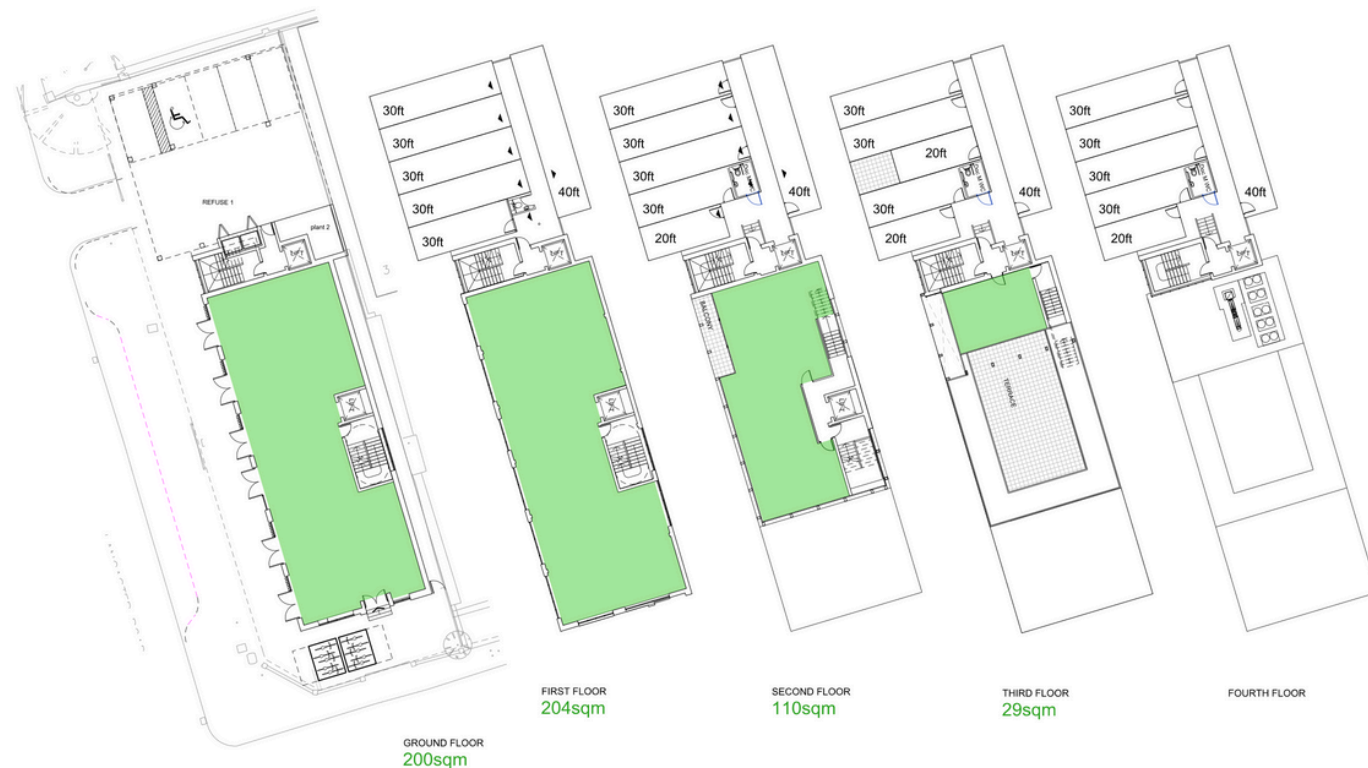 REFUSE 1
plant 2
3
30ft
30ft
30ft
30ft
30ft
40ft
30ft
30ft
30ft
30ft
20ft
40ft
BALCONY
30ft
30ft
20ft
30ft
20ft
40ft
TERRACE
30ft
30ft
30ft
30ft
20ft
40ft
FIRST FLOOR
204sqm
SECOND FLOOR
110sqm
THIRD FLOOR
29sqm
FOURTH FLOOR
GROUND FLOOR
200sqm